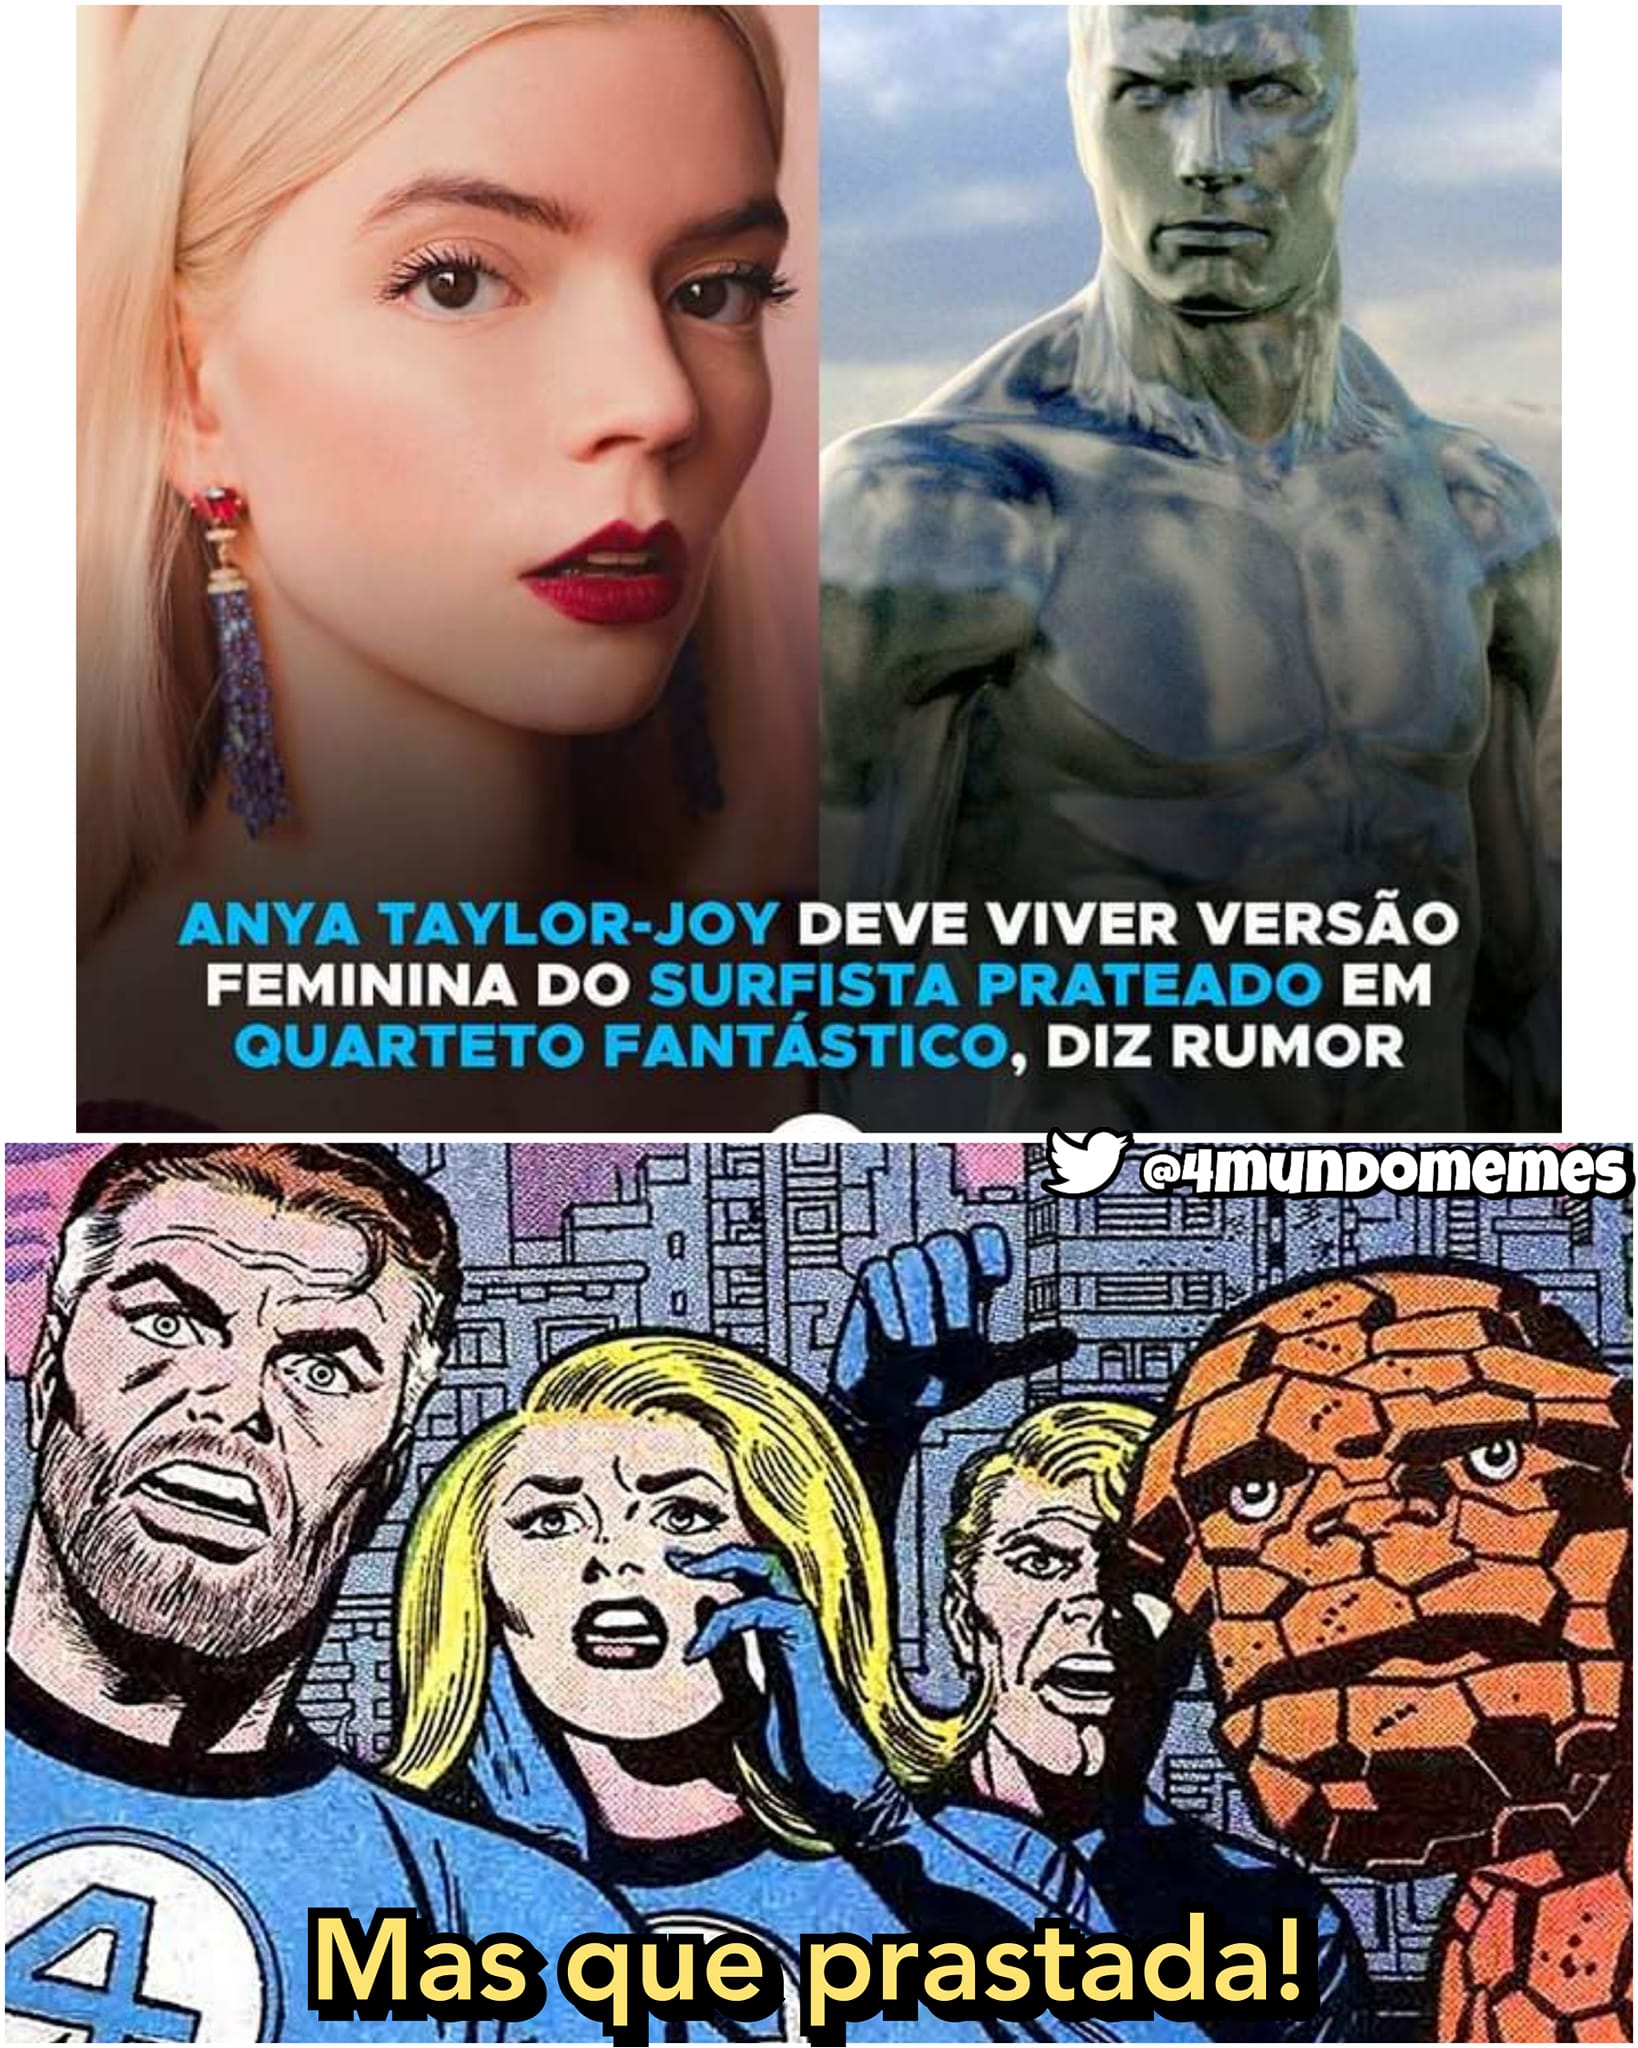 ANYA TAYLOR-JOY DEVE VIVER VERSÃO
FEMININA DO SURFISTA PRATEADO EM
QUARTETO FANTÁSTICO, DIZ RUMOR
@4mundomemes
4
Mas que prastada!